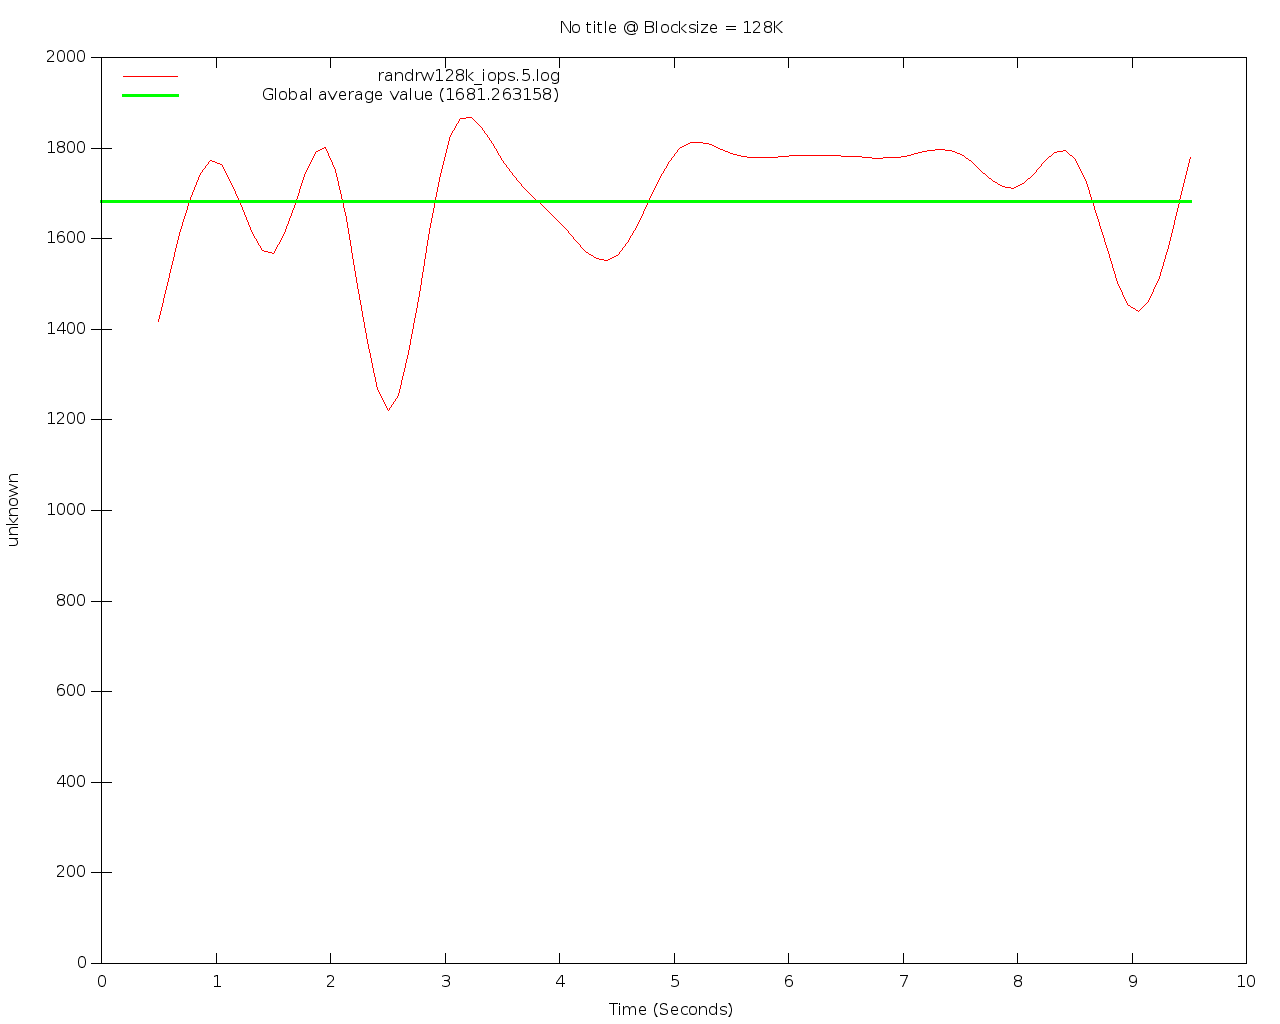 No title @ Blocksize = 128K
randrw128k_iops.5.log
Global average value (1681.263158)
2000
1800
1600
1400
1200
1000
800
600
400
200
0
unknown
0 1 2 3 4 5 6 7 8 9 10
Time (Seconds)